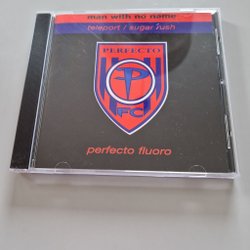 man with no name
teleport / sugar rush
PERFECTO
FC
perfecto fluoro